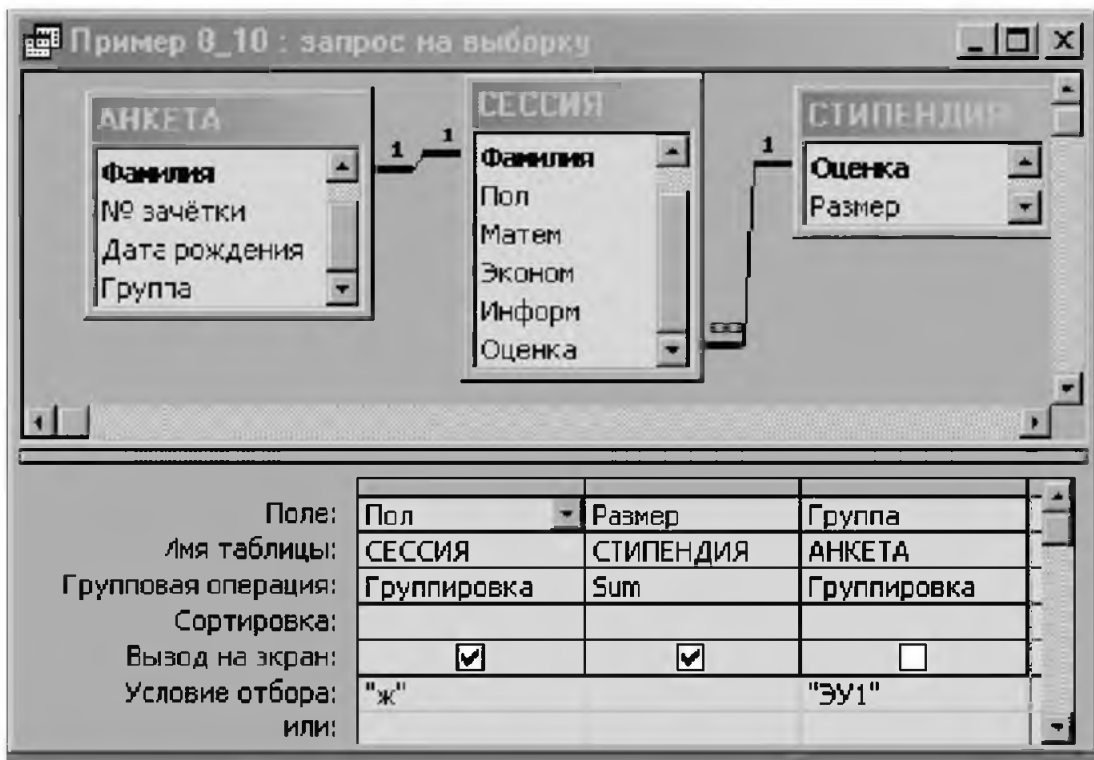 Пример 8_10 : запрос на выборку
АНКЕТА
Фамилия
№ зачётки
Дата рождения
Группа
1
1
СЕССИЯ
Фамилия
Пол
Матем
Эконом
Информ
Оценка
1
∞
СТИПЕНДИЯ
Оценка
Размер
Поле: Пол Размер Группа
Имя таблицы: СЕССИЯ СТИПЕНДИЯ АНКЕТА
Групповая операция: Группировка Sum Группировка
Сортировка:
Вывод на экран:
Условие отбора: "ж" "ЭУ1"
или: